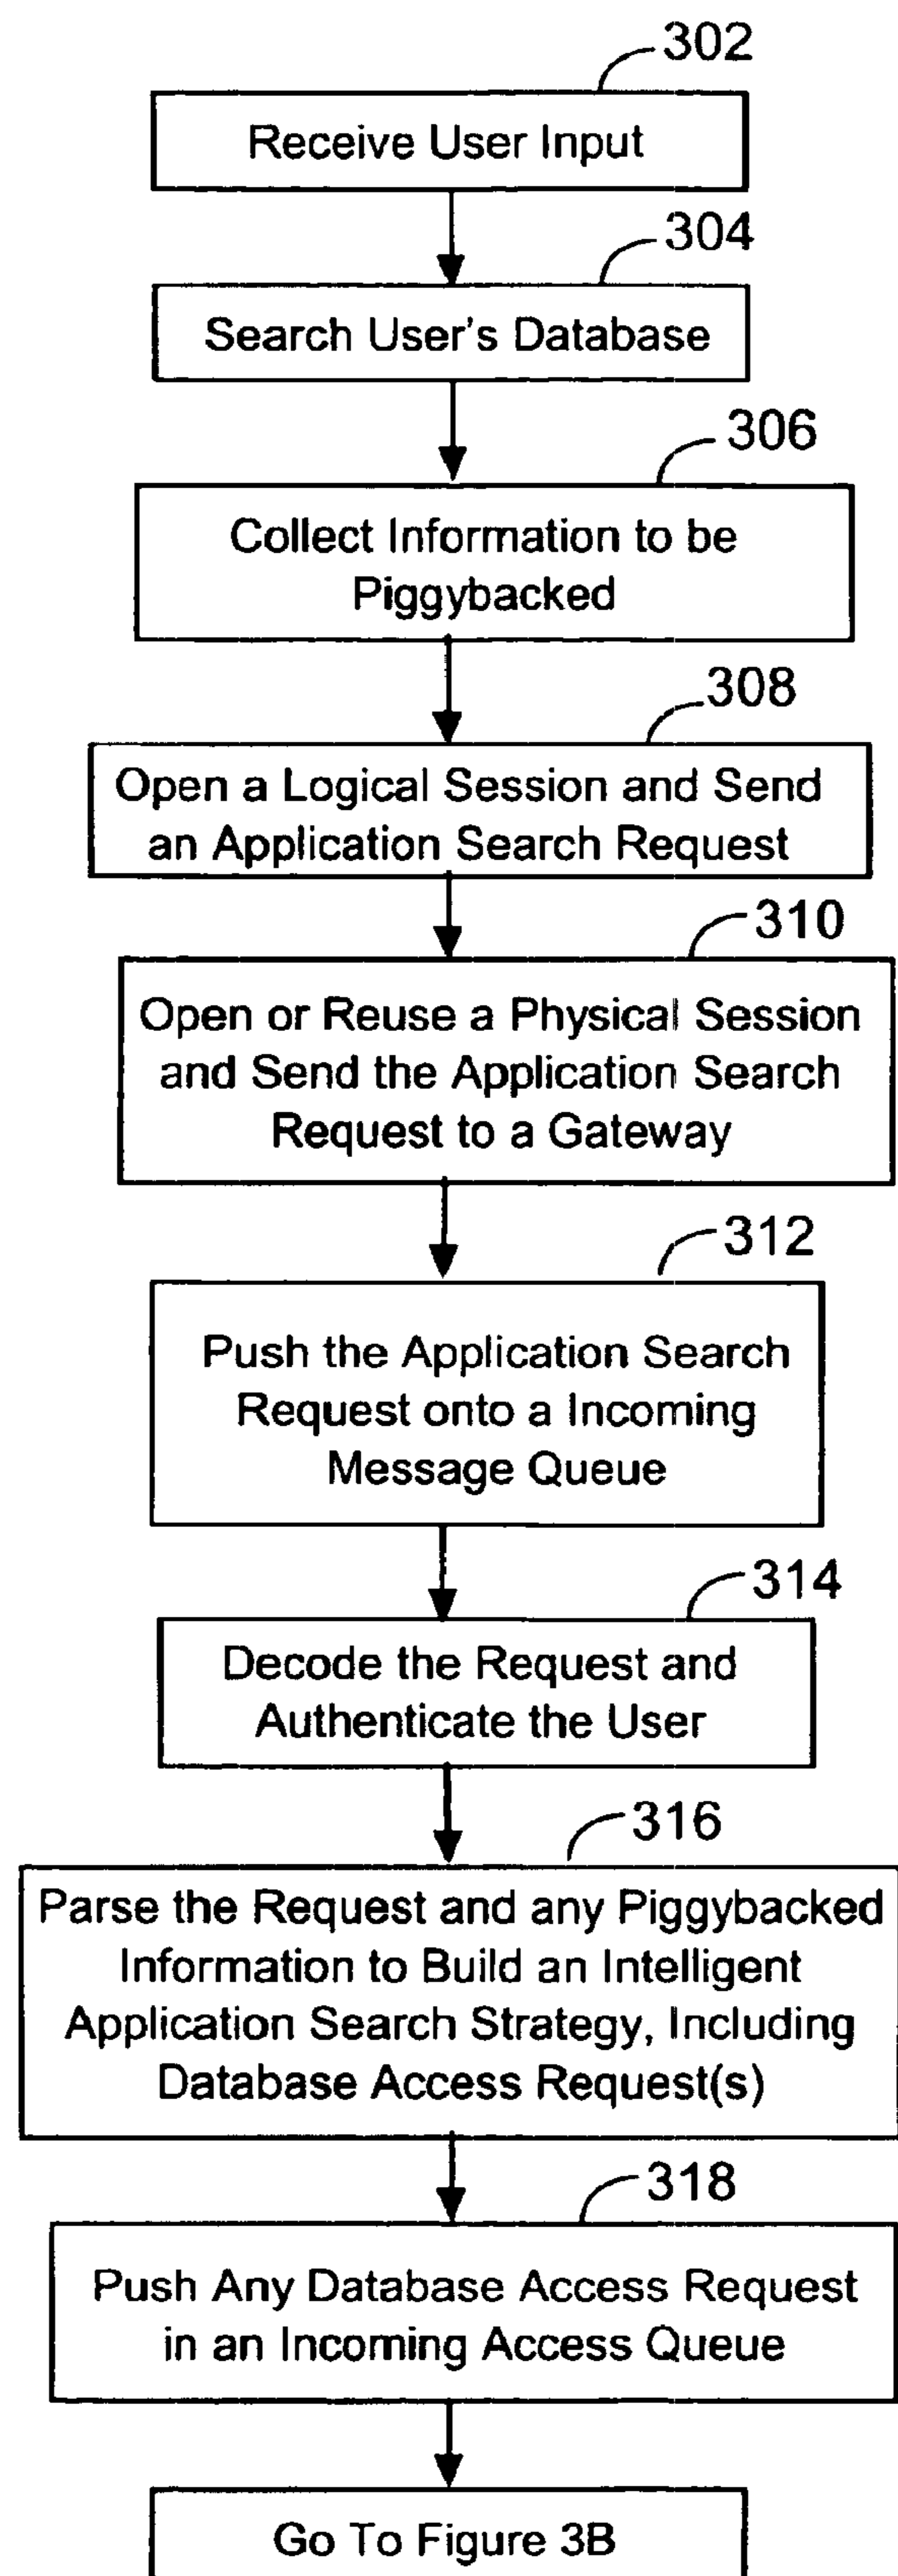 302
Receive User Input
304
Search User's Database
306
Collect Information to be
Piggybacked
308
Open a Logical Session and Send
an Application Search Request
310
Open or Reuse a Physical Session
and Send the Application Search
Request to a Gateway
312
Push the Application Search
Request onto a Incoming
Message Queue
314
Decode the Request and
Authenticate the User
316
Parse the Request and any Piggybacked
Information to Build an Intelligent
Application Search Strategy, Including
Database Access Request(s)
318
Push Any Database Access Request
in an Incoming Access Queue
Go To Figure 3B